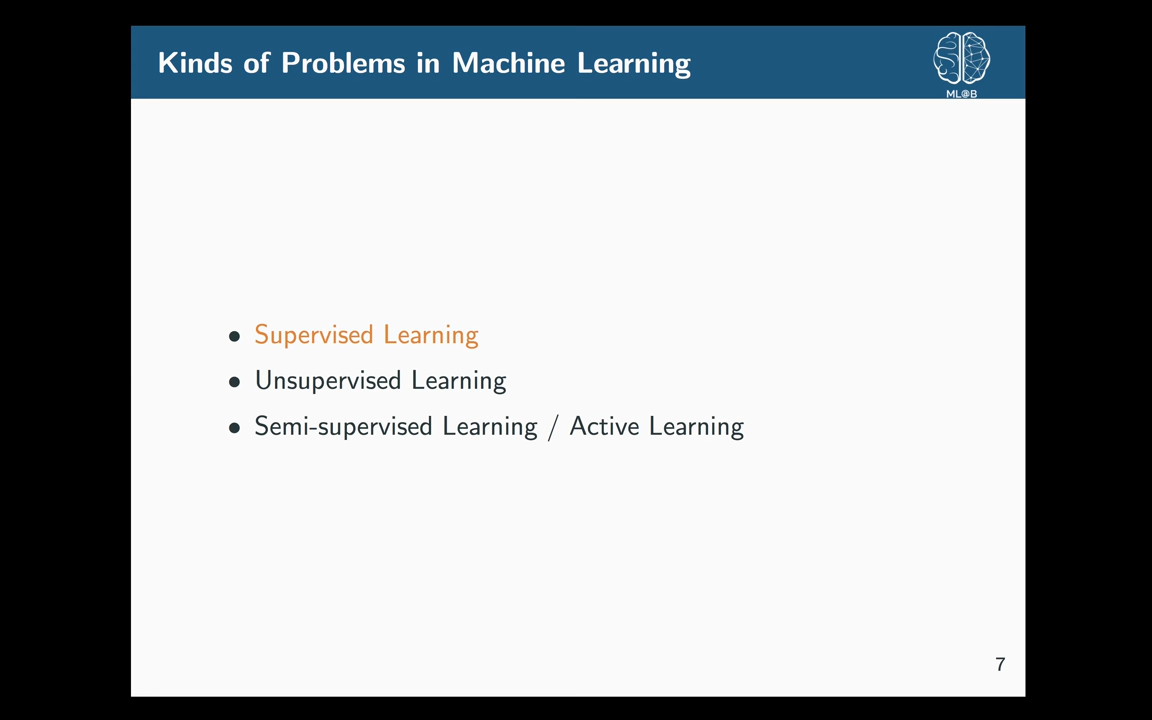 Kinds of Problems in Machine Learning
ML@B
• Supervised Learning
• Unsupervised Learning
• Semi-supervised Learning / Active Learning
7